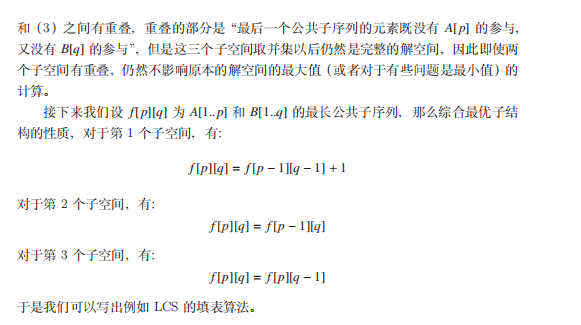 和（3）之间有重叠，重叠的部分是“最后一个公共子序列的元素既没有 A[p] 的参与，
又没有 B[q] 的参与”，但是这三个子空间取并集以后仍然是完整的解空间，因此即使两
个子空间有重叠，仍然不影响原本的解空间的最大值（或者对于有些问题是最小值）的
计算。
接下来我们设 f[p][q] 为 A[1..p] 和 B[1..q] 的最长公共子序列，那么综合最优子结
构的性质，对于第 1 个子空间，有：
f[p][q] = f[p − 1][q − 1] + 1
对于第 2 个子空间，有：
f[p][q] = f[p − 1][q]
对于第 3 个子空间，有：
f[p][q] = f[p][q − 1]
于是我们可以写出例如 LCS 的填表算法。